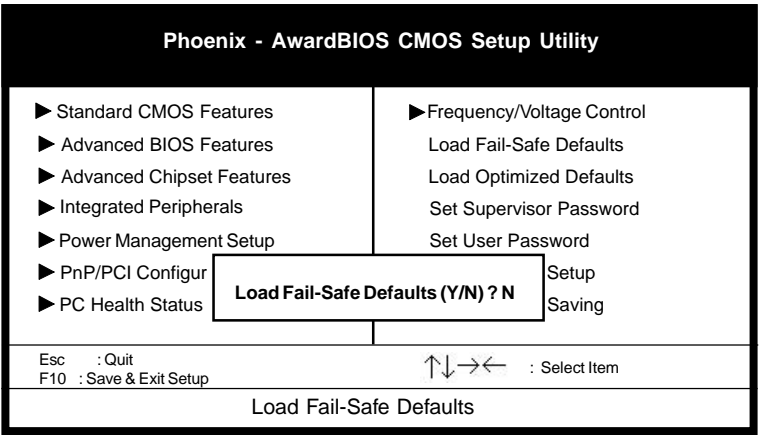 Phoenix - AwardBIOS CMOS Setup Utility
▶ Standard CMOS Features
▶ Advanced BIOS Features
▶ Advanced Chipset Features
▶ Integrated Peripherals
▶ Power Management Setup
▶ PnP/PCI Configur
▶ PC Health Status
▶ Frequency/Voltage Control
Load Fail-Safe Defaults
Load Optimized Defaults
Set Supervisor Password
Set User Password
Setup
Saving
Load Fail-Safe Defaults (Y/N) ? N
Esc : Quit
F10 : Save & Exit Setup
↑↓→← : Select Item
Load Fail-Safe Defaults